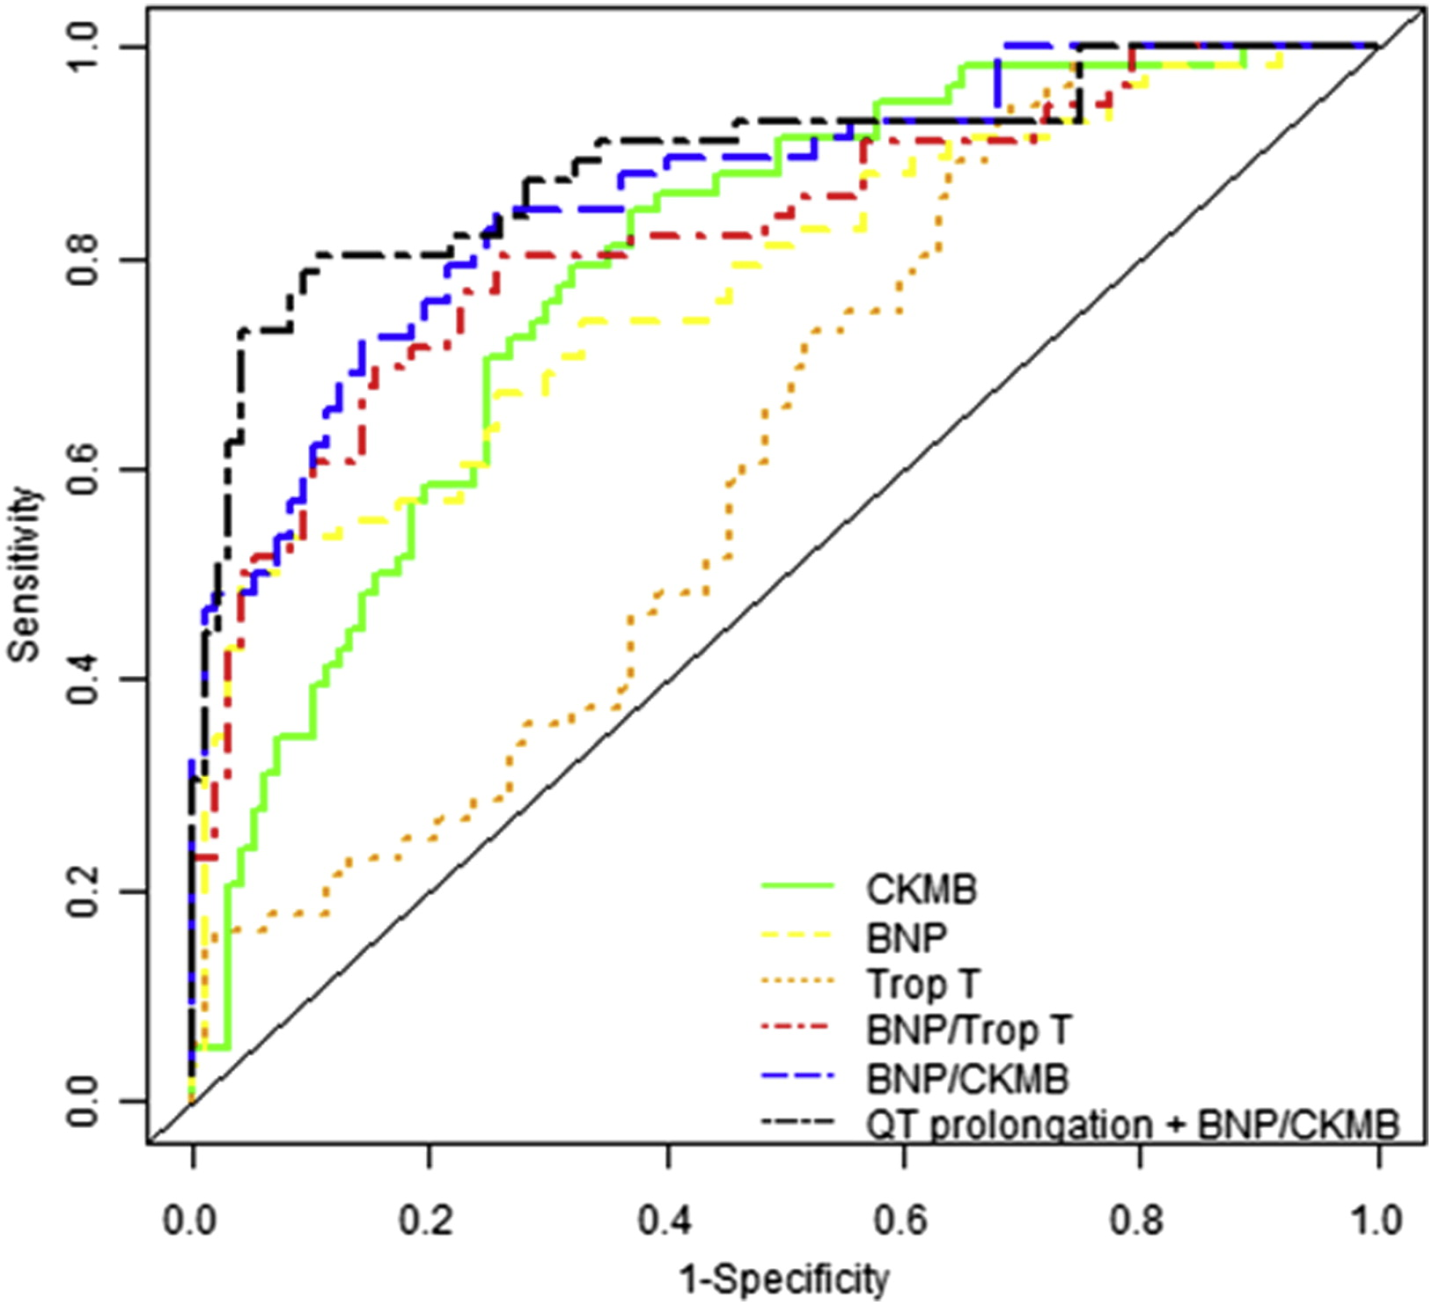 1.0
0.8
0.6
0.4
0.2
0.0
Sensitivity
CKMB
BNP
Trop T
BNP/Trop T
BNP/CKMB
QT prolongation + BNP/CKMB
0.0 0.2 0.4 0.6 0.8 1.0
1-Specificity